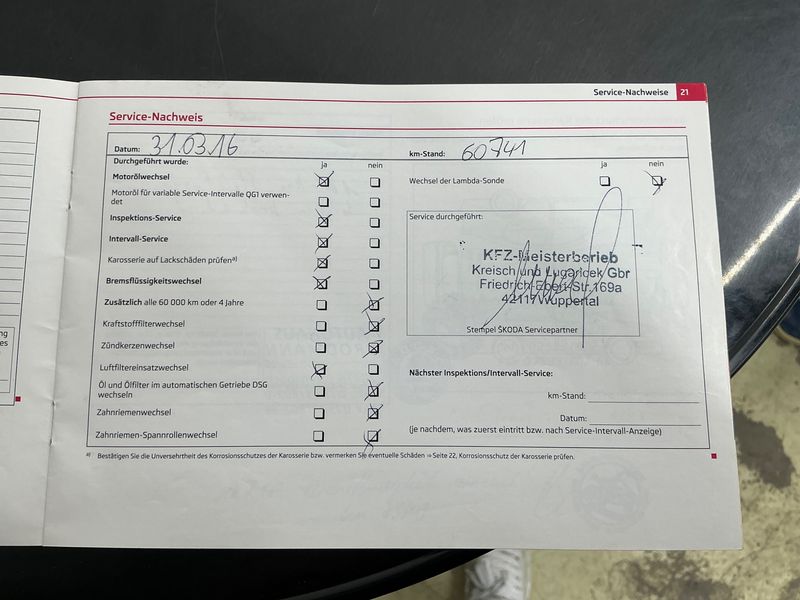 Service-Nachweise 21
Service-Nachweis
Datum: 31.03.16
km-Stand: 60741
Durchgeführt wurde: ja nein
ja nein
Motorölwechsel
Wechsel der Lambda-Sonde
Motoröl für variable Service-Intervalle QG1 verwen-
det
Inspektions-Service
Intervall-Service
Karosserie auf Lackschäden prüfen a)
Bremsflüssigkeitswechsel
Zusätzlich alle 60 000 km oder 4 Jahre
Kraftstofffilterwechsel
Zündkerzenwechsel
Luftfiltereinsatzwechsel
Öl und Ölfilter im automatischen Getriebe DSG
wechseln
Zahnriemenwechsel
Zahnriemen-Spannrollenwechsel
Service durchgeführt:
KFZ-Meisterbetrieb
Kreisch und Gbr
Friedrich-Ebert-Str.169a
42117 Wuppertal
Stempel ŠKODA Servicepartner
Nächster Inspektions/Intervall-Service:
km-Stand:
Datum:
(je nachdem, was zuerst eintritt bzw. nach Service-Intervall-Anzeige)
a) Bestätigen Sie die Unversehrtheit des Korrosionsschutzes der Karosserie bzw. vermerken Sie eventuelle Schäden ⇒ Seite 22, Korrosionsschutz der Karosserie prüfen.